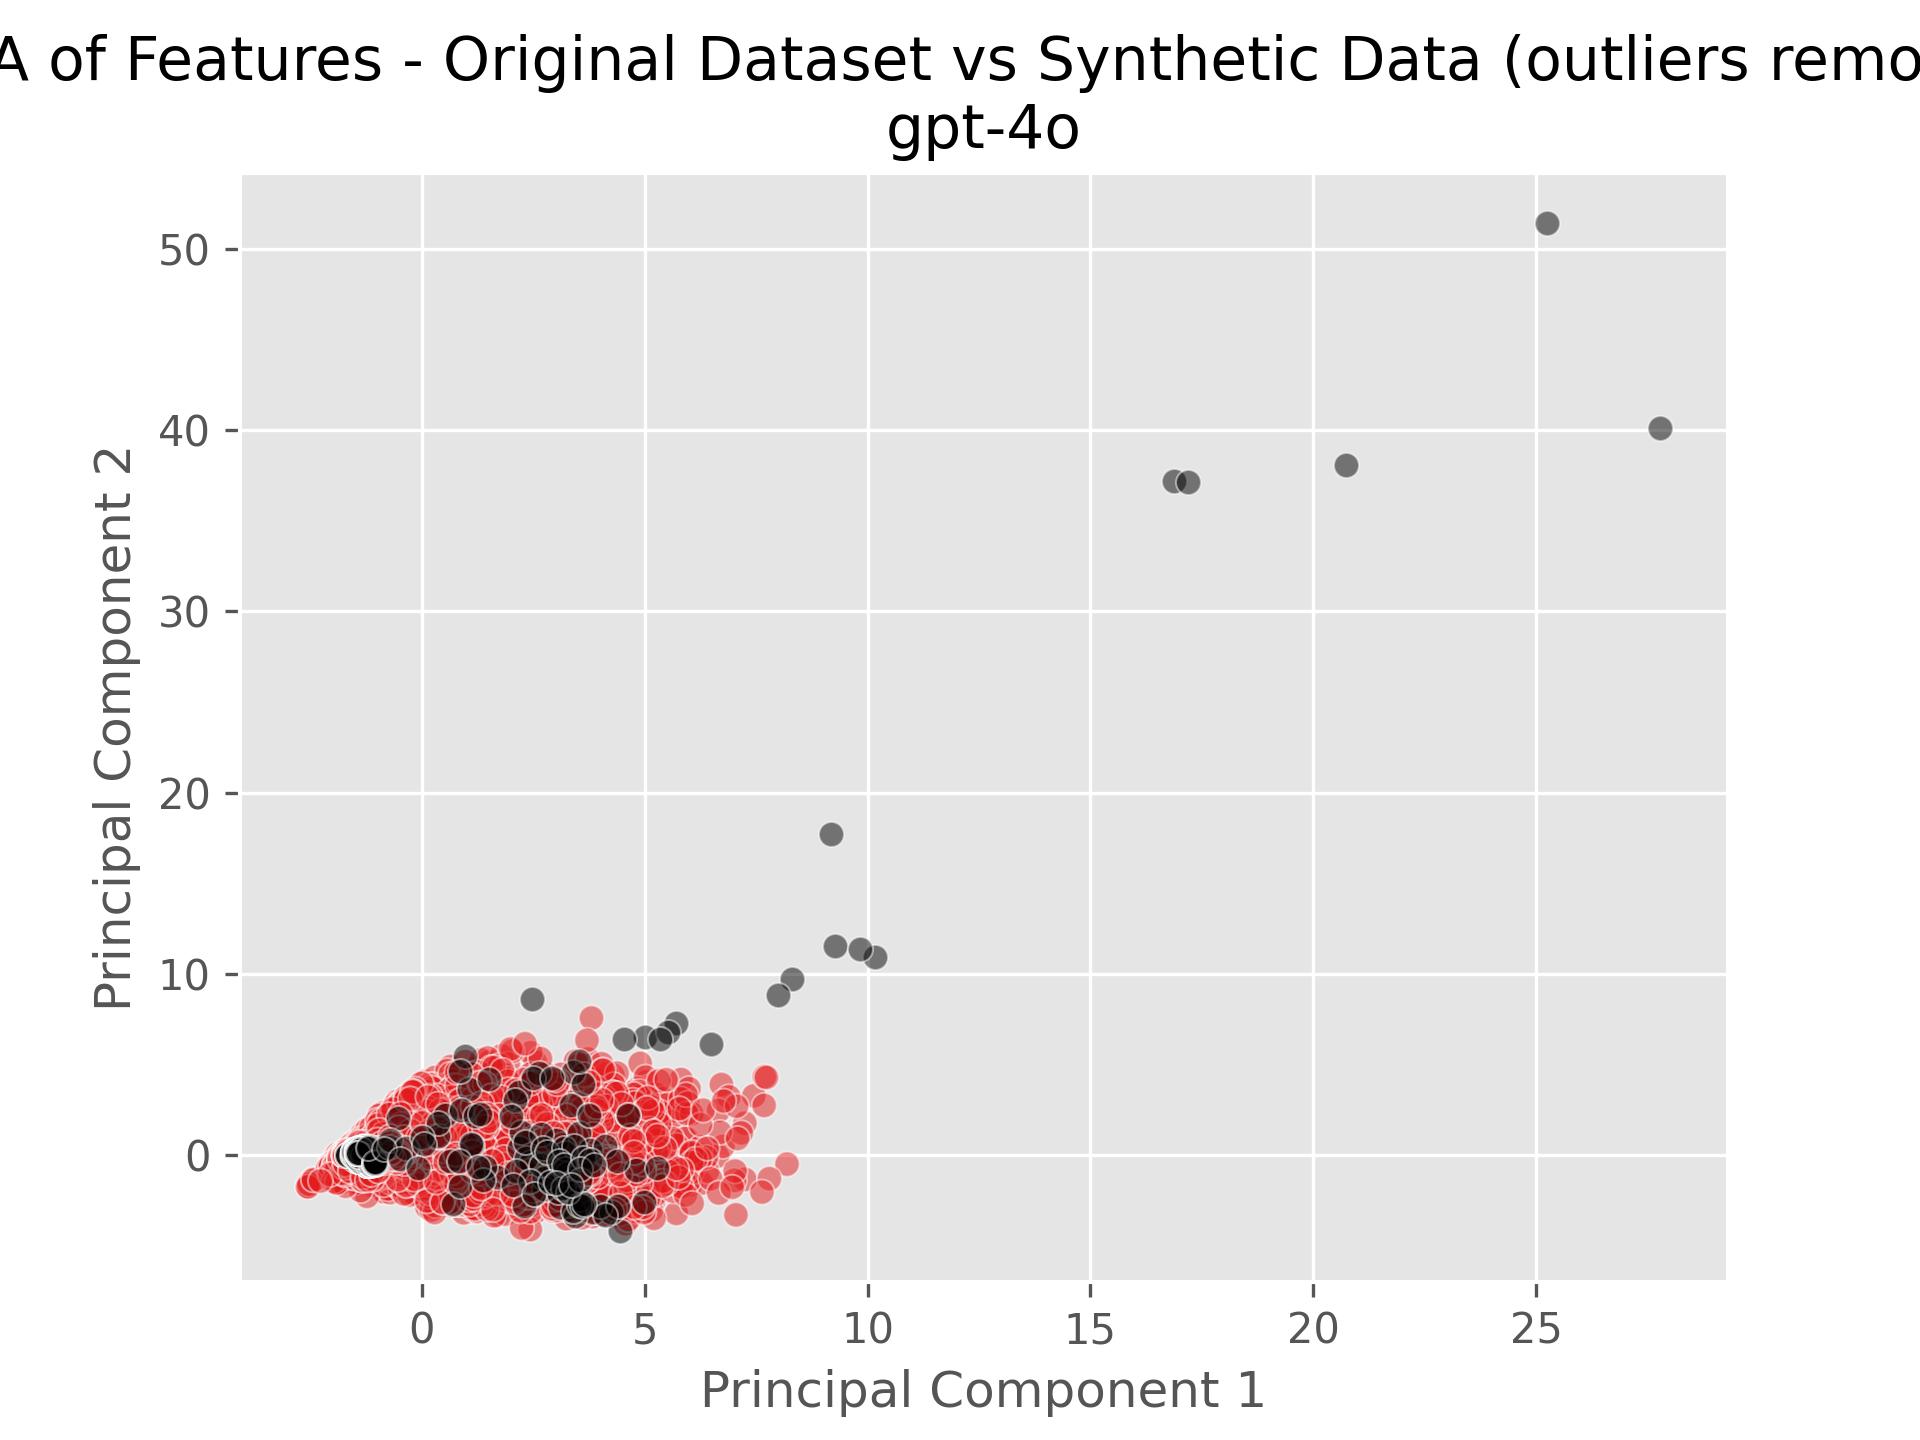 A of Features - Original Dataset vs Synthetic Data (outliers remo
gpt-4o
50
40
30
20
10
0
Principal Component 2
0 5 10 15 20 25
Principal Component 1